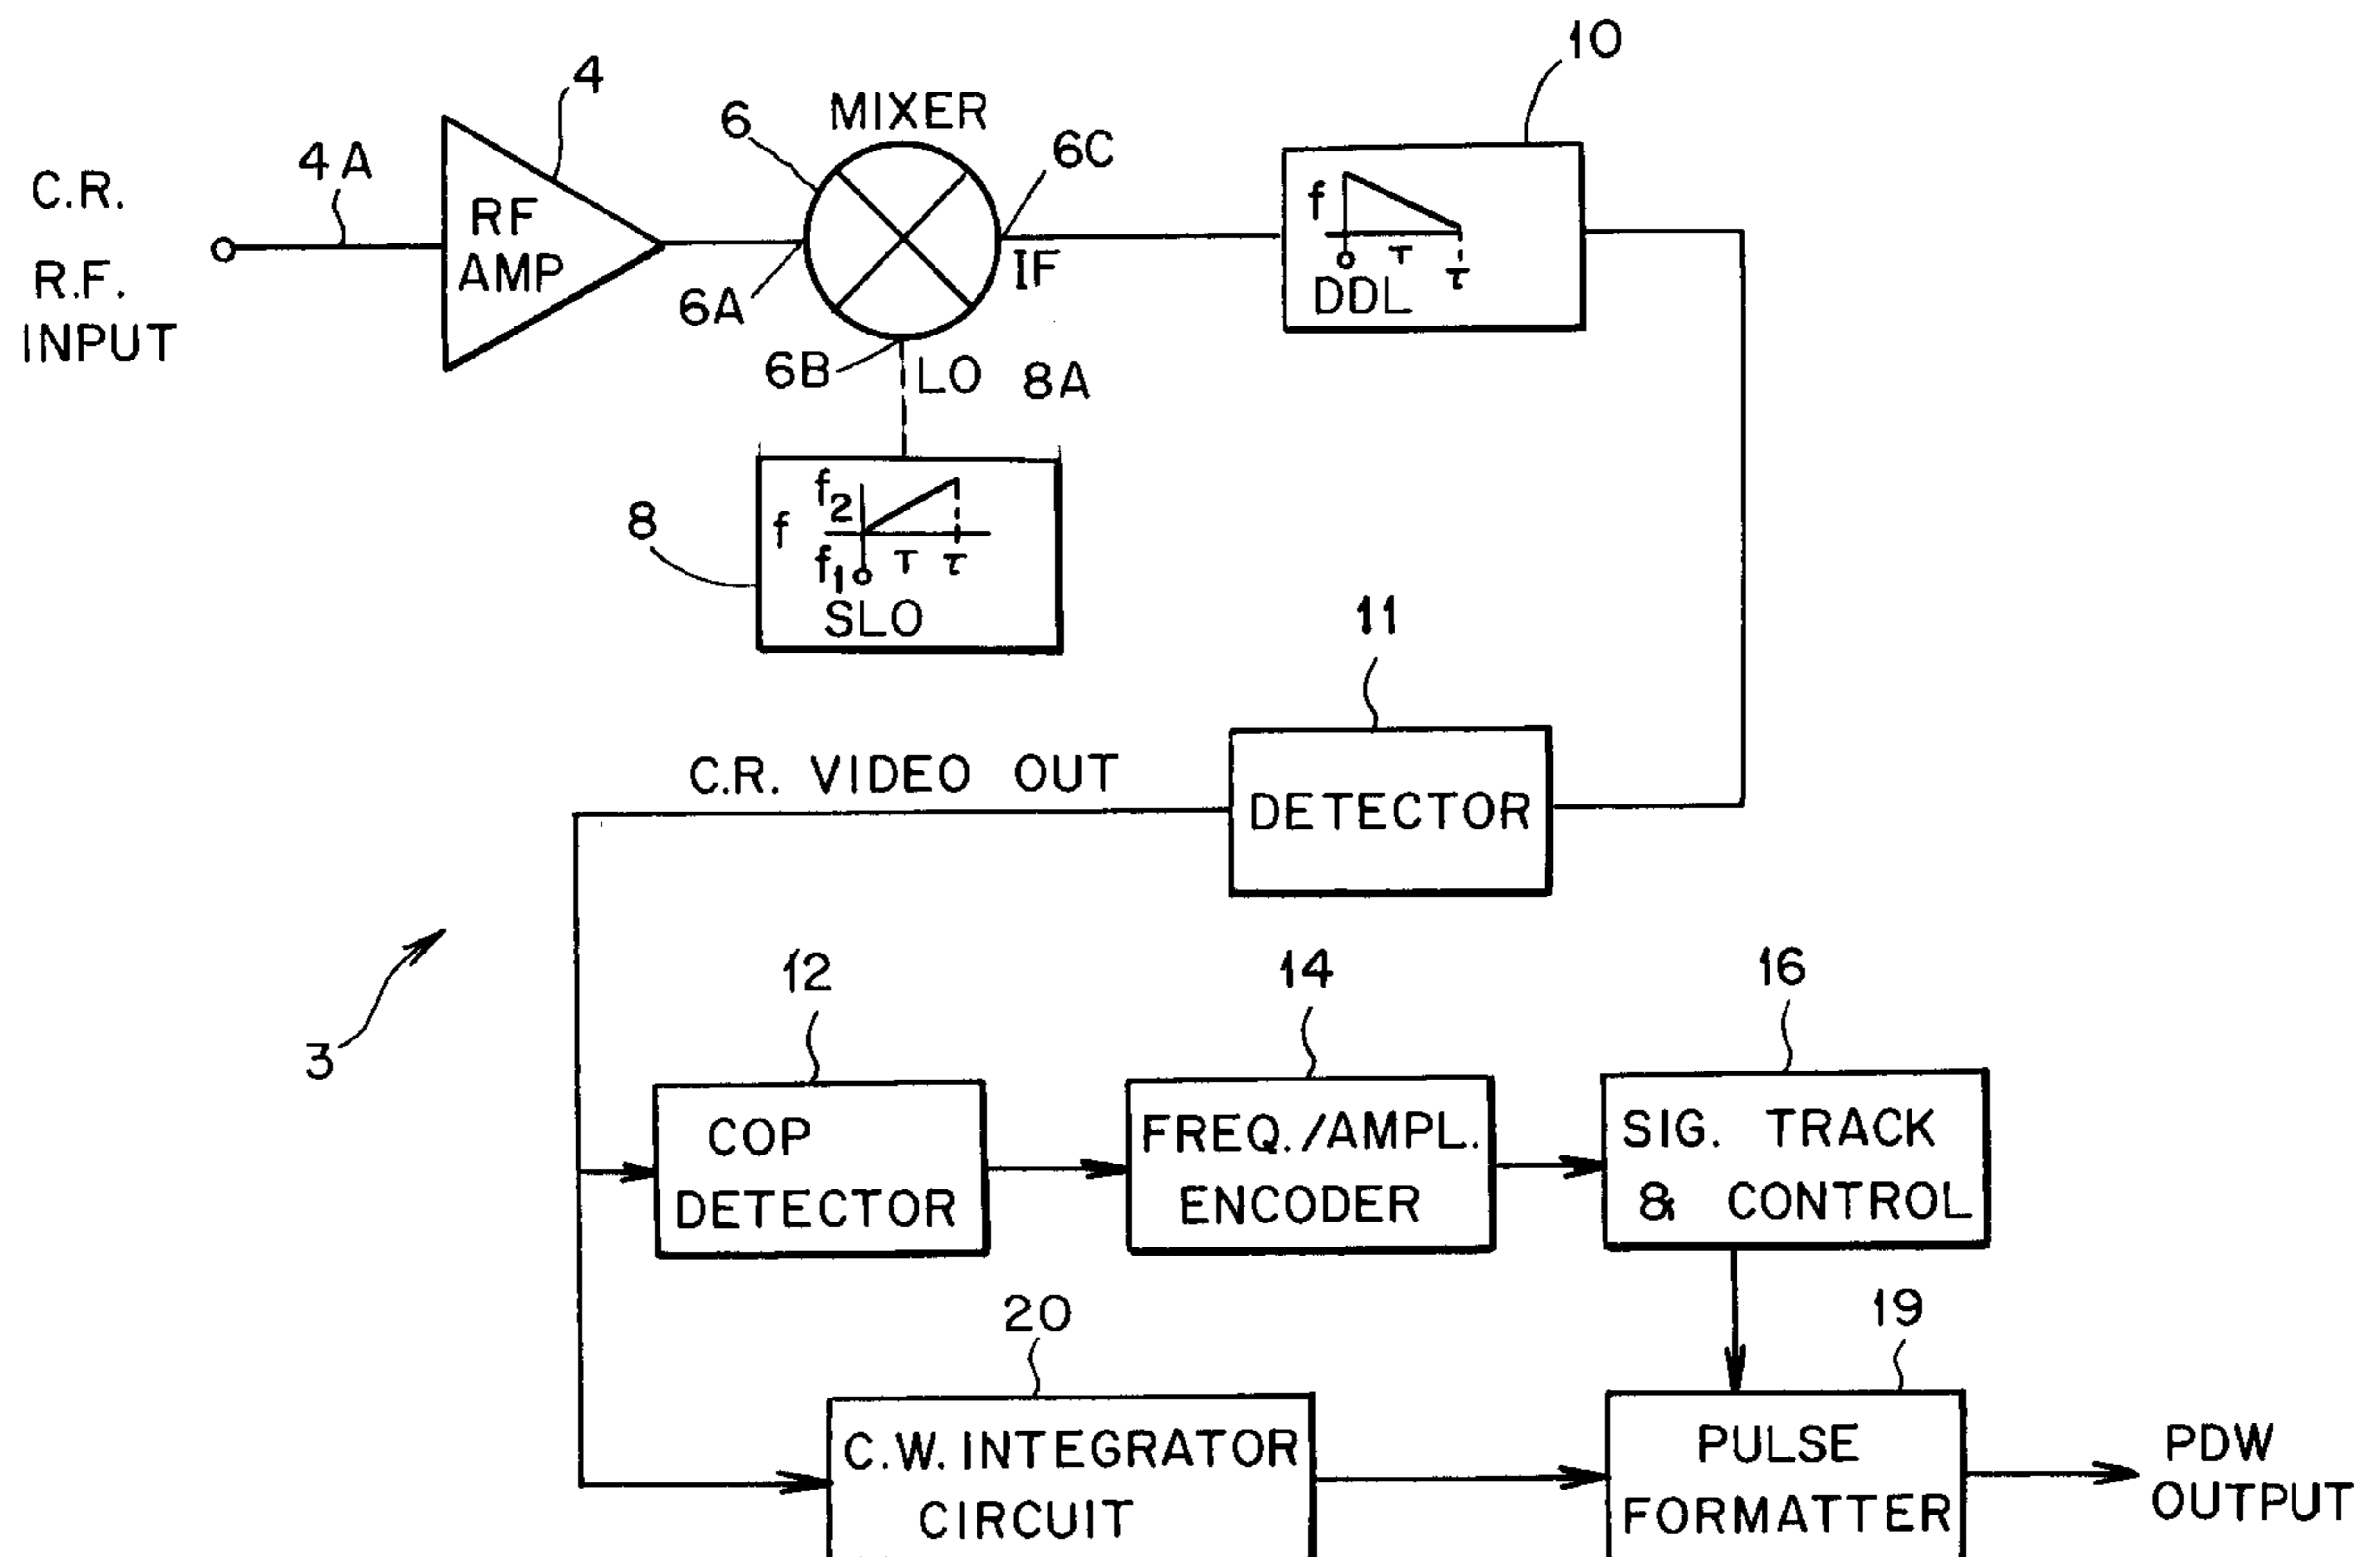 10
4
6
MIXER
6C
4A
C.R.
R.F.
INPUT
RF
AMP
6A
IF
f
τ
τ
DDL
6B
LO
8A
8
f
f2
f1
τ
τ
SLO
11
C.R. VIDEO OUT
DETECTOR
3
12
14
16
COP
DETECTOR
FREQ./AMPL.
ENCODER
SIG. TRACK
& CONTROL
20
19
C.W. INTEGRATOR
CIRCUIT
PULSE
FORMATTER
PDW
OUTPUT